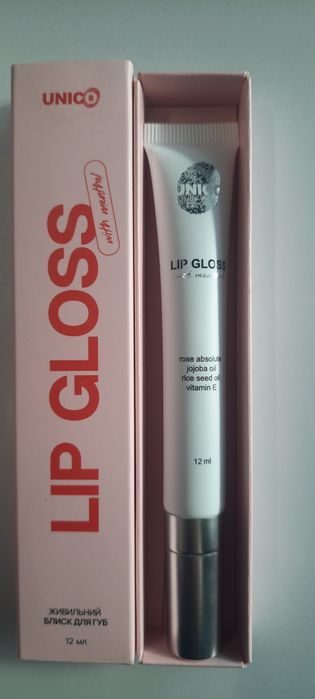 UNICO
LIP GLOSS
with menthol
ЖИВИЛЬНИЙ
БЛИСК ДЛЯ ГУБ
12 мл
UNICO
LIP GLOSS
rose absolute
jojoba oil
rice seed oil
vitamin E
12 ml